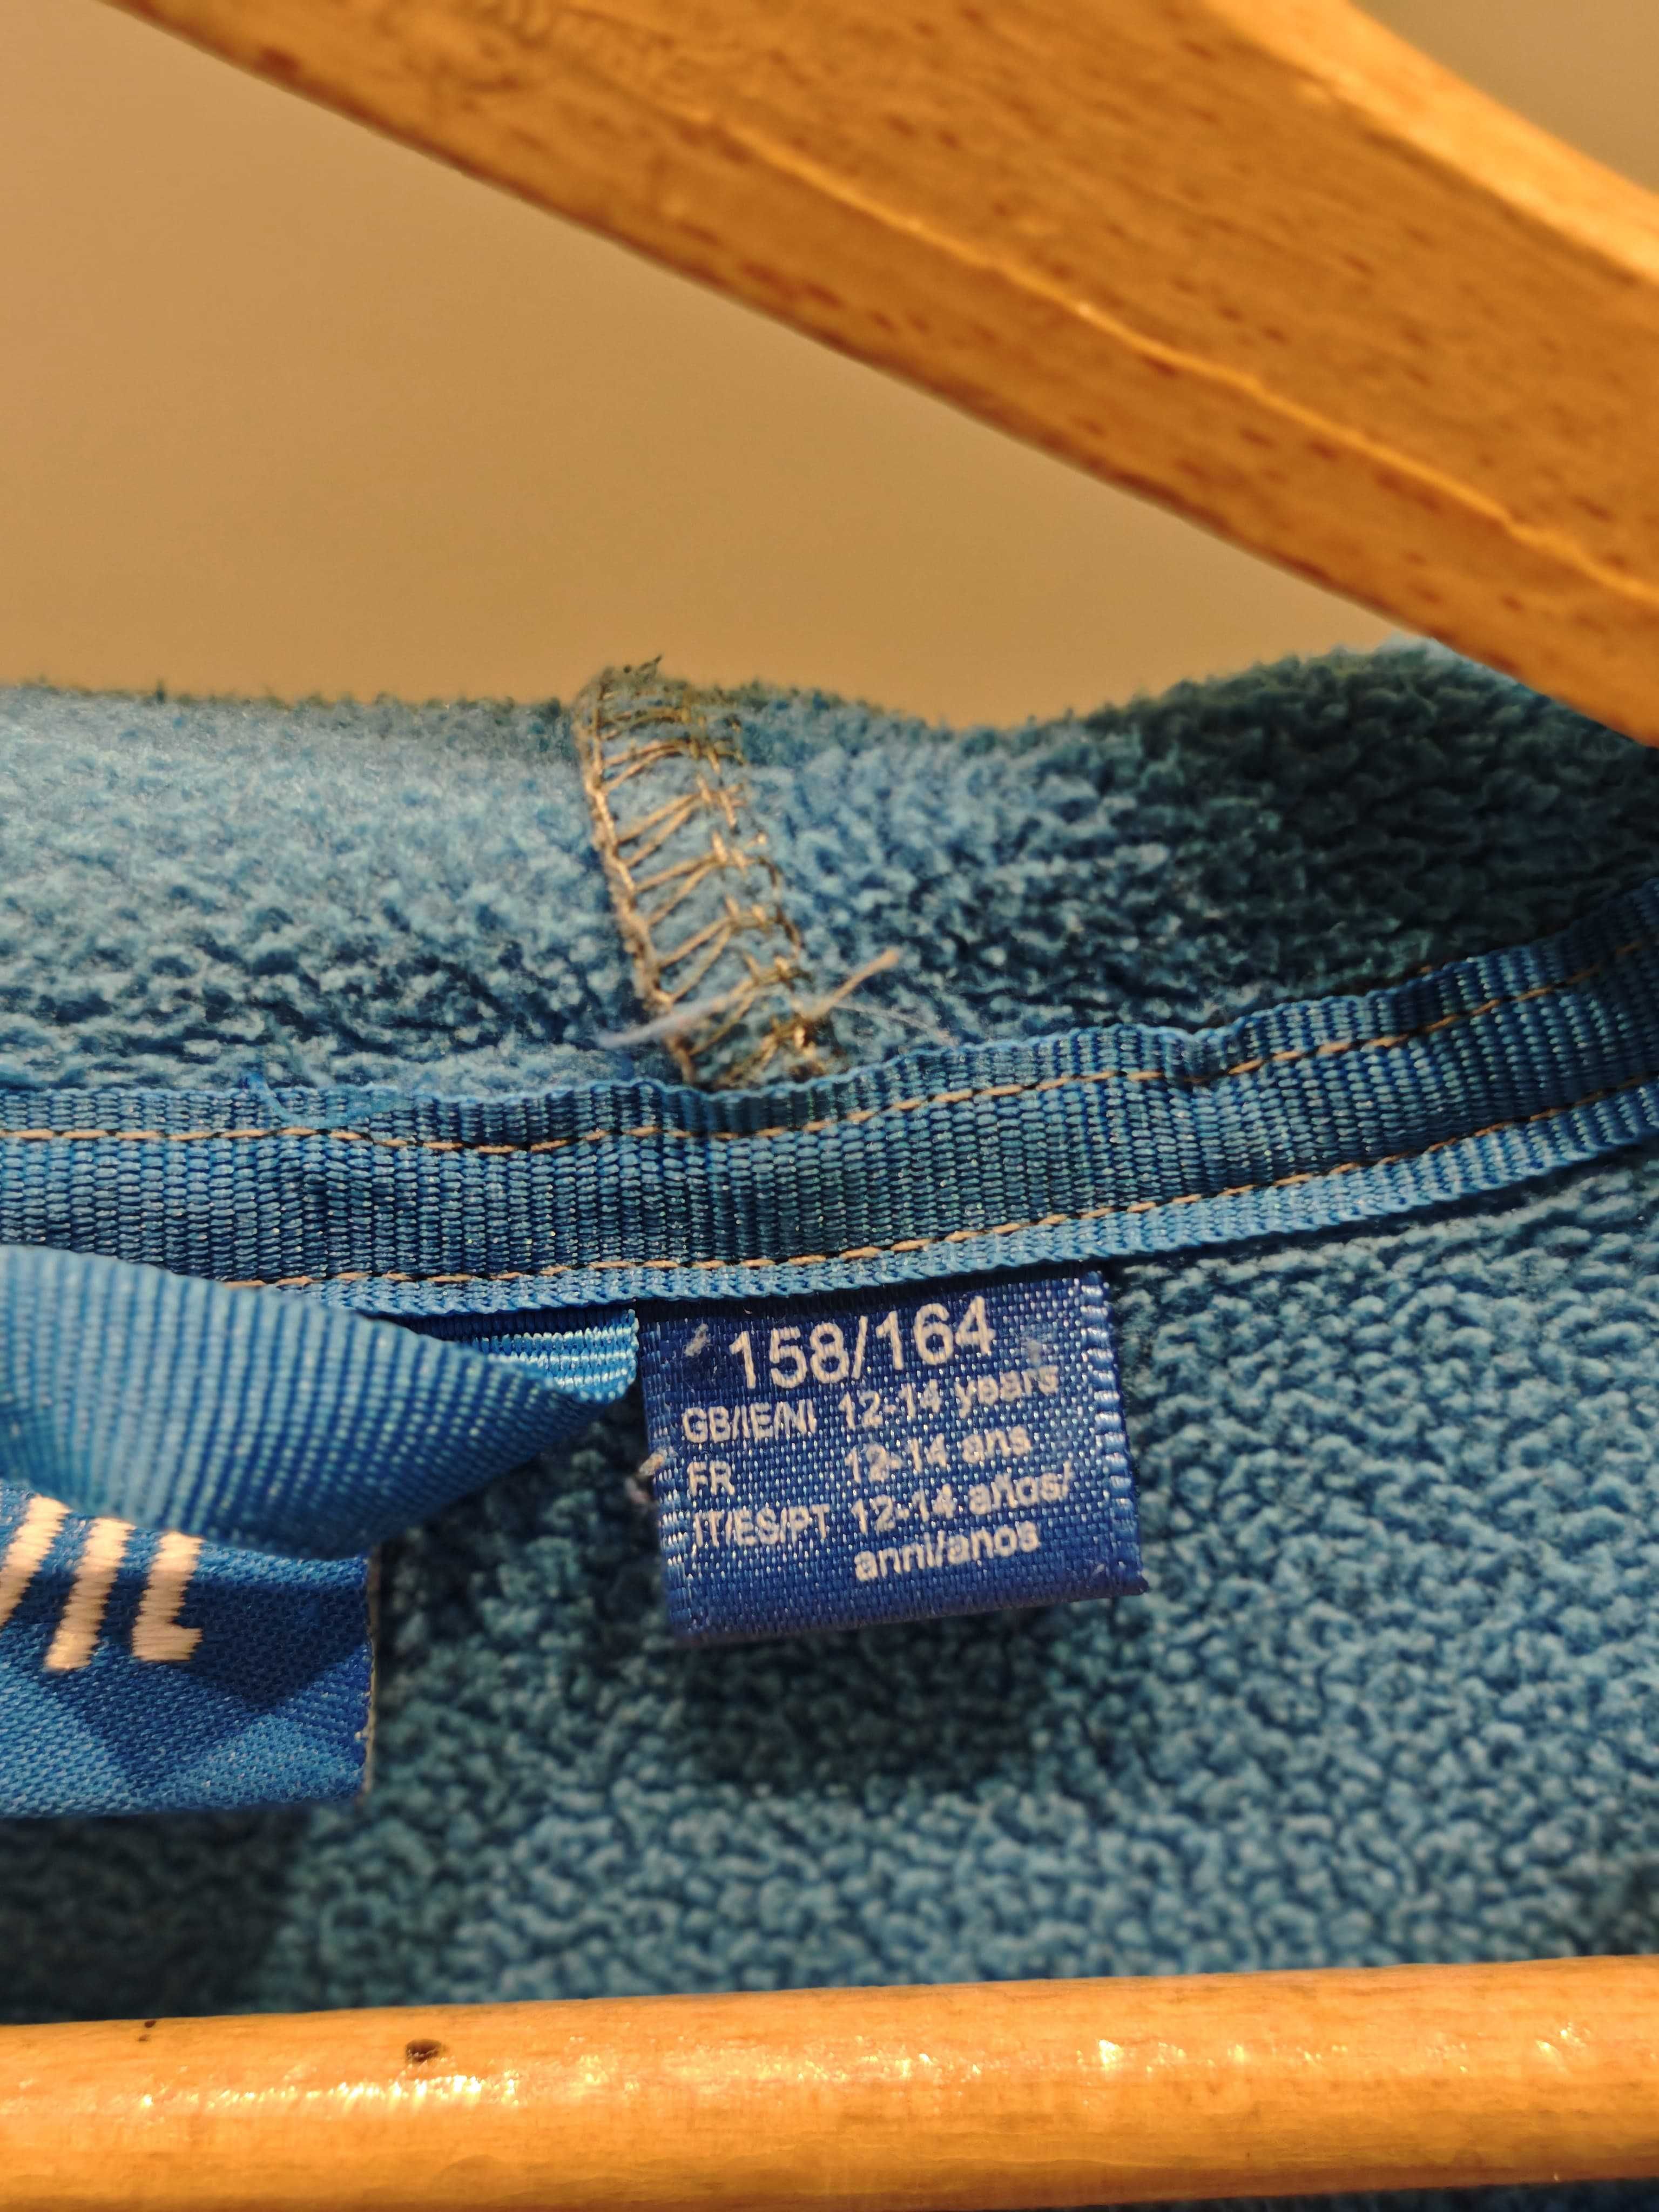 158/164
GB/IE/NI 12-14 years
FR 12-14 ans
IT/ES/PT 12-14 años/
anni/anos